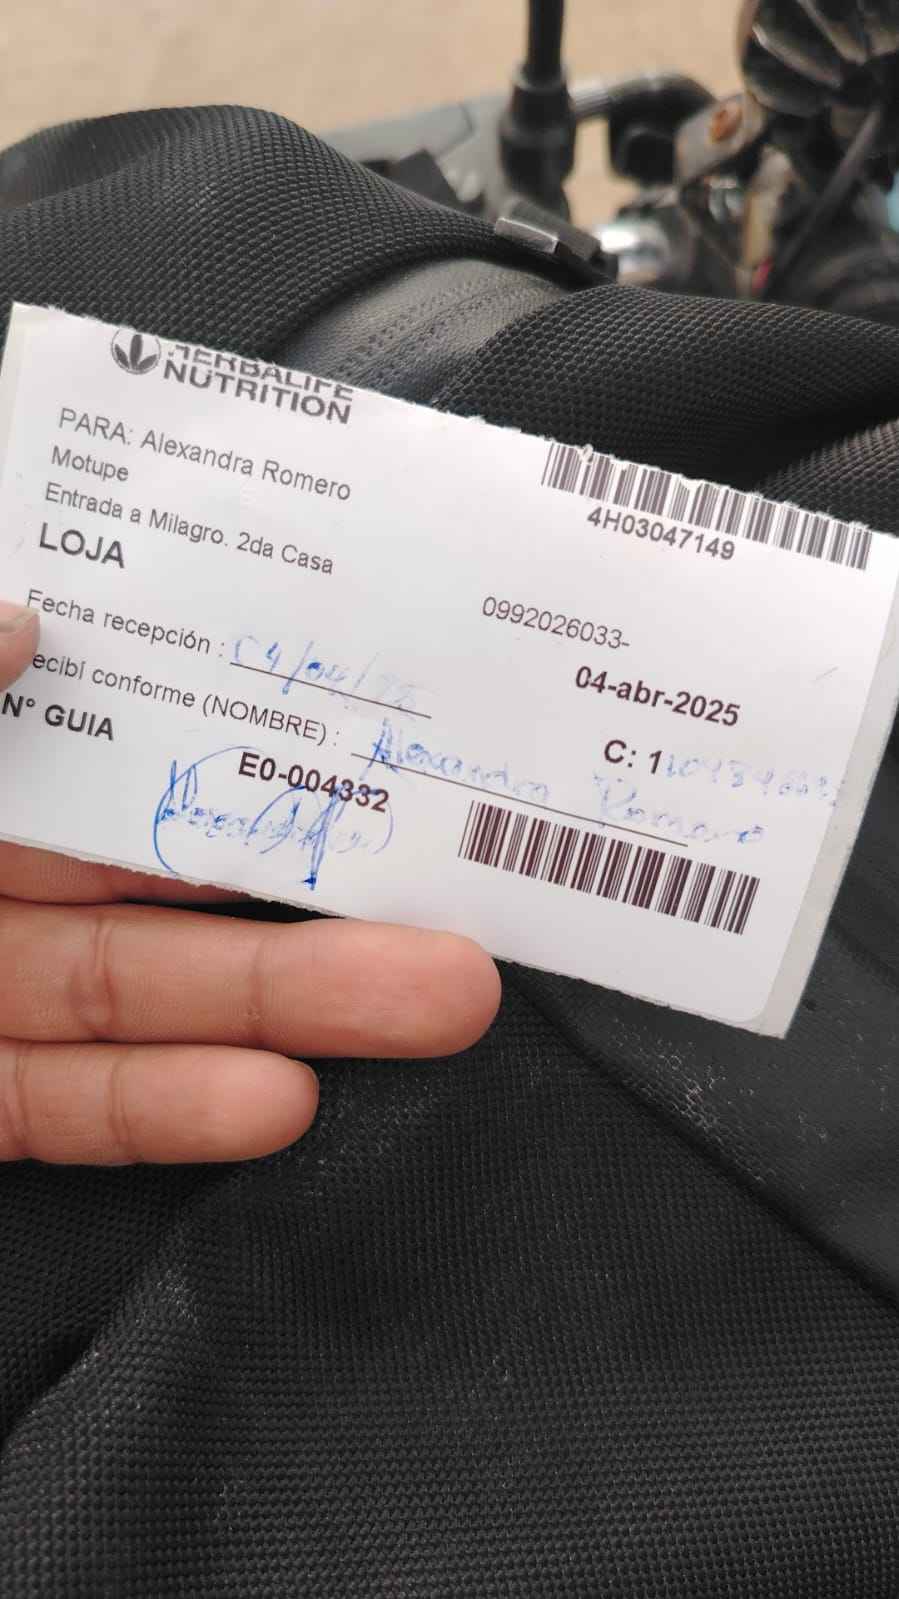 HERBALIFE
NUTRITION
PARA: Alexandra Romero
Motupe
Entrada a Milagro. 2da Casa
LOJA
4H03047149
0992026033-
04-abr-2025
Fecha recepción :
ecibí conforme (NOMBRE) : Alexandra Romero
C: 1
N° GUIA
E0-004332